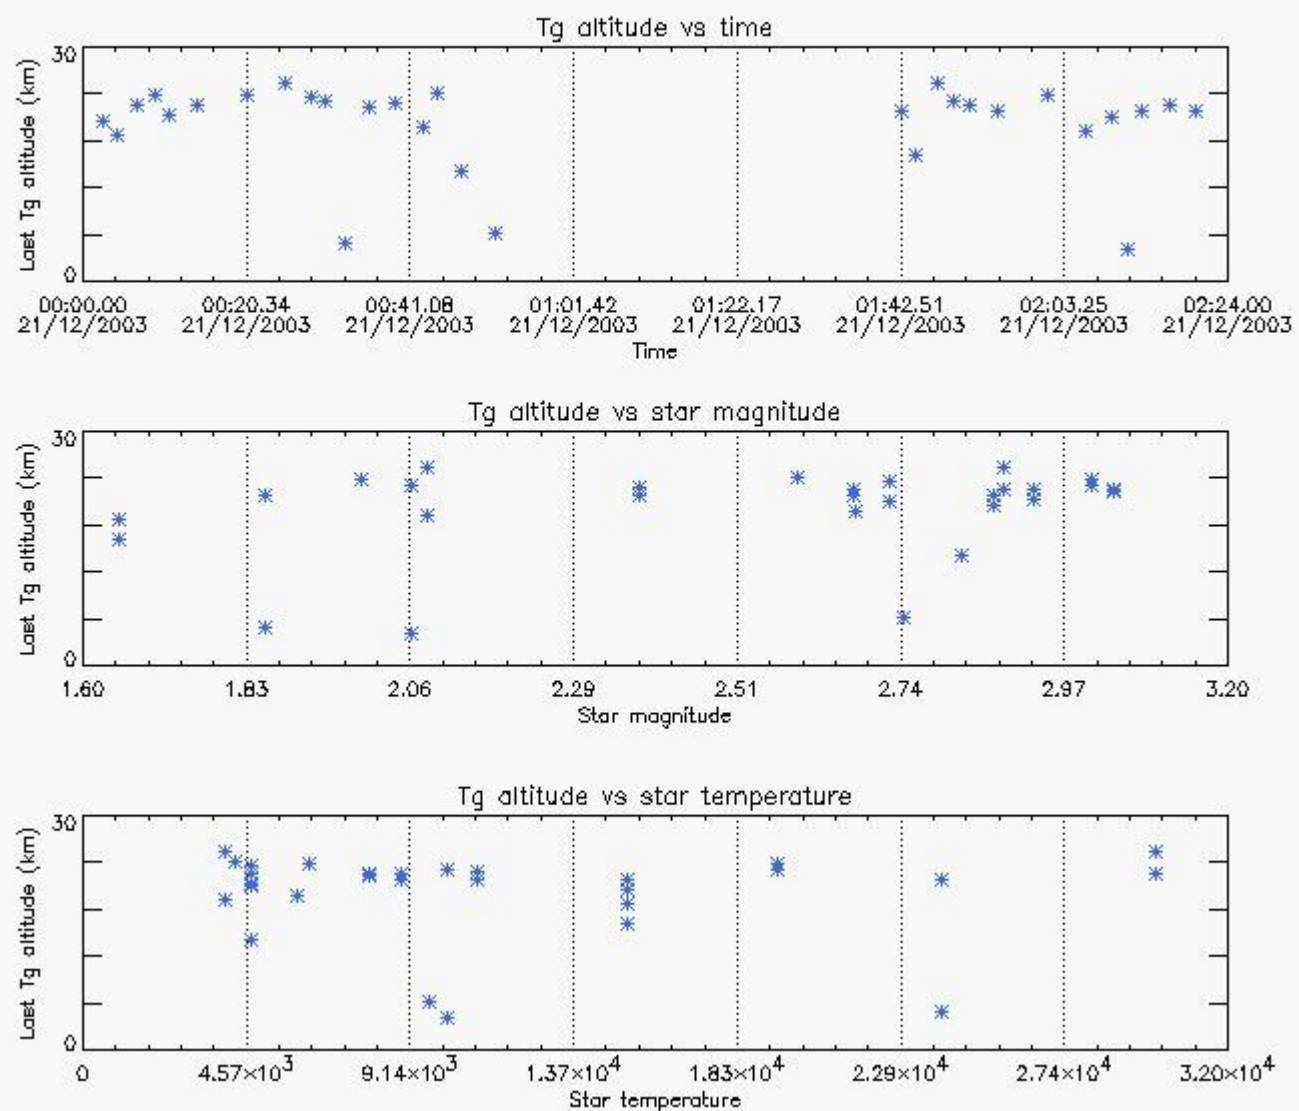 Tg altitude vs time
30
Last Tg altitude (km)
0
00:00.00 00:20.34 00:41.08 01:01.42 01:22.17 01:42.51 02:03.25 02:24.00
21/12/2003 21/12/2003 21/12/2003 21/12/2003 21/12/2003 21/12/2003 21/12/2003 21/12/2003
Time
Tg altitude vs star magnitude
30
Last Tg altitude (km)
0
1.60 1.83 2.06 2.29 2.51 2.74 2.97 3.20
Star magnitude
Tg altitude vs star temperature
30
Last Tg altitude (km)
0
0 4.57×10³ 9.14×10³ 1.37×10⁴ 1.83×10⁴ 2.29×10⁴ 2.74×10⁴ 3.20×10⁴
Star temperature